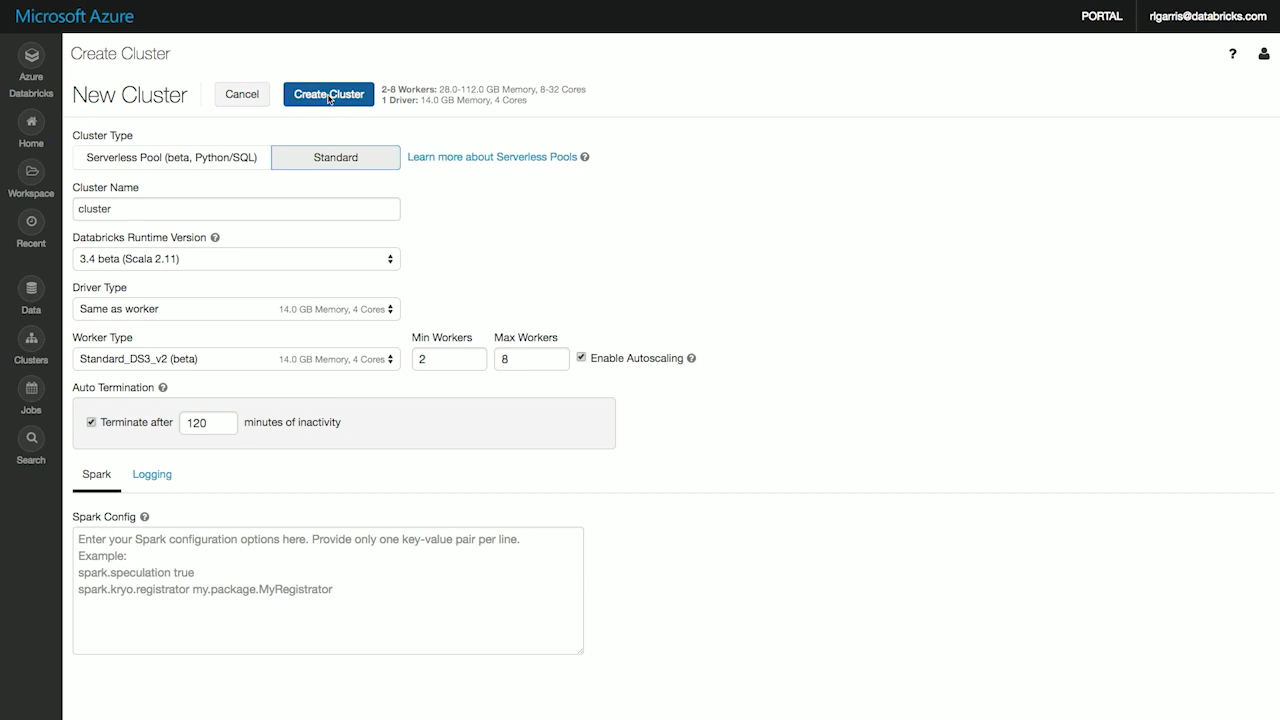 Microsoft Azure
PORTAL
rlgarris@databricks.com
Azure
Databricks
Home
Workspace
Recent
Data
Clusters
Jobs
Search
Create Cluster
?
New Cluster
Cancel
Create Cluster
2-8 Workers: 28.0-112.0 GB Memory, 8-32 Cores
1 Driver: 14.0 GB Memory, 4 Cores
Cluster Type
Serverless Pool (beta, Python/SQL)
Standard
Learn more about Serverless Pools ?
Cluster Name
cluster
Databricks Runtime Version ?
3.4 beta (Scala 2.11)
Driver Type
Same as worker 14.0 GB Memory, 4 Cores
Worker Type
Min Workers
Max Workers
Standard_DS3_v2 (beta) 14.0 GB Memory, 4 Cores
2
8
Enable Autoscaling ?
Auto Termination ?
Terminate after 120 minutes of inactivity
Spark
Logging
Spark Config ?
Enter your Spark configuration options here. Provide only one key-value pair per line.
Example:
spark.speculation true
spark.kryo.registrator my.package.MyRegistrator